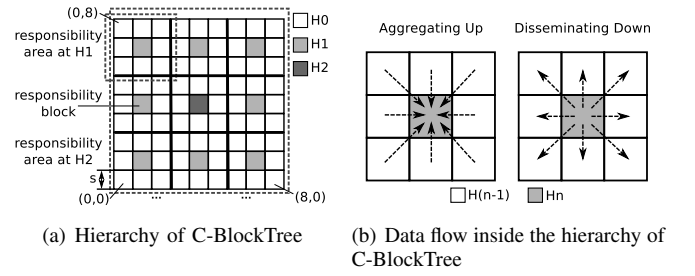 (0,8)
responsibility
area at H1
responsibility
block
responsibility
area at H2
s
(0,0)
...
...
(8,0)
H0
H1
H2
Aggregating Up
Disseminating Down
H(n-1)
Hn
(a) Hierarchy of C-BlockTree
(b) Data flow inside the hierarchy of
C-BlockTree